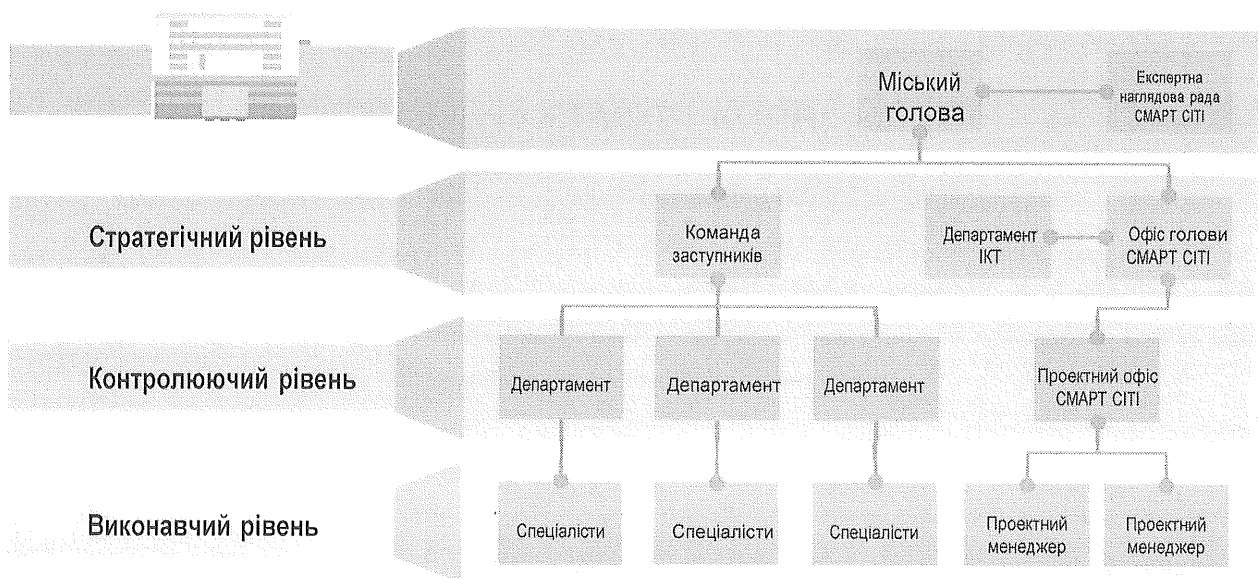 Міський
голова
Експертна
наглядова рада
СМАРТ СІТІ
Стратегічний рівень
Команда
заступників
Департамент
ІКТ
Офіс голови
СМАРТ СІТІ
Контролюючий рівень
Департамент
Департамент
Департамент
Проектний офіс
СМАРТ СІТІ
Виконавчий рівень
Спеціалісти
Спеціалісти
Спеціалісти
Проектний
менеджер
Проектний
менеджер